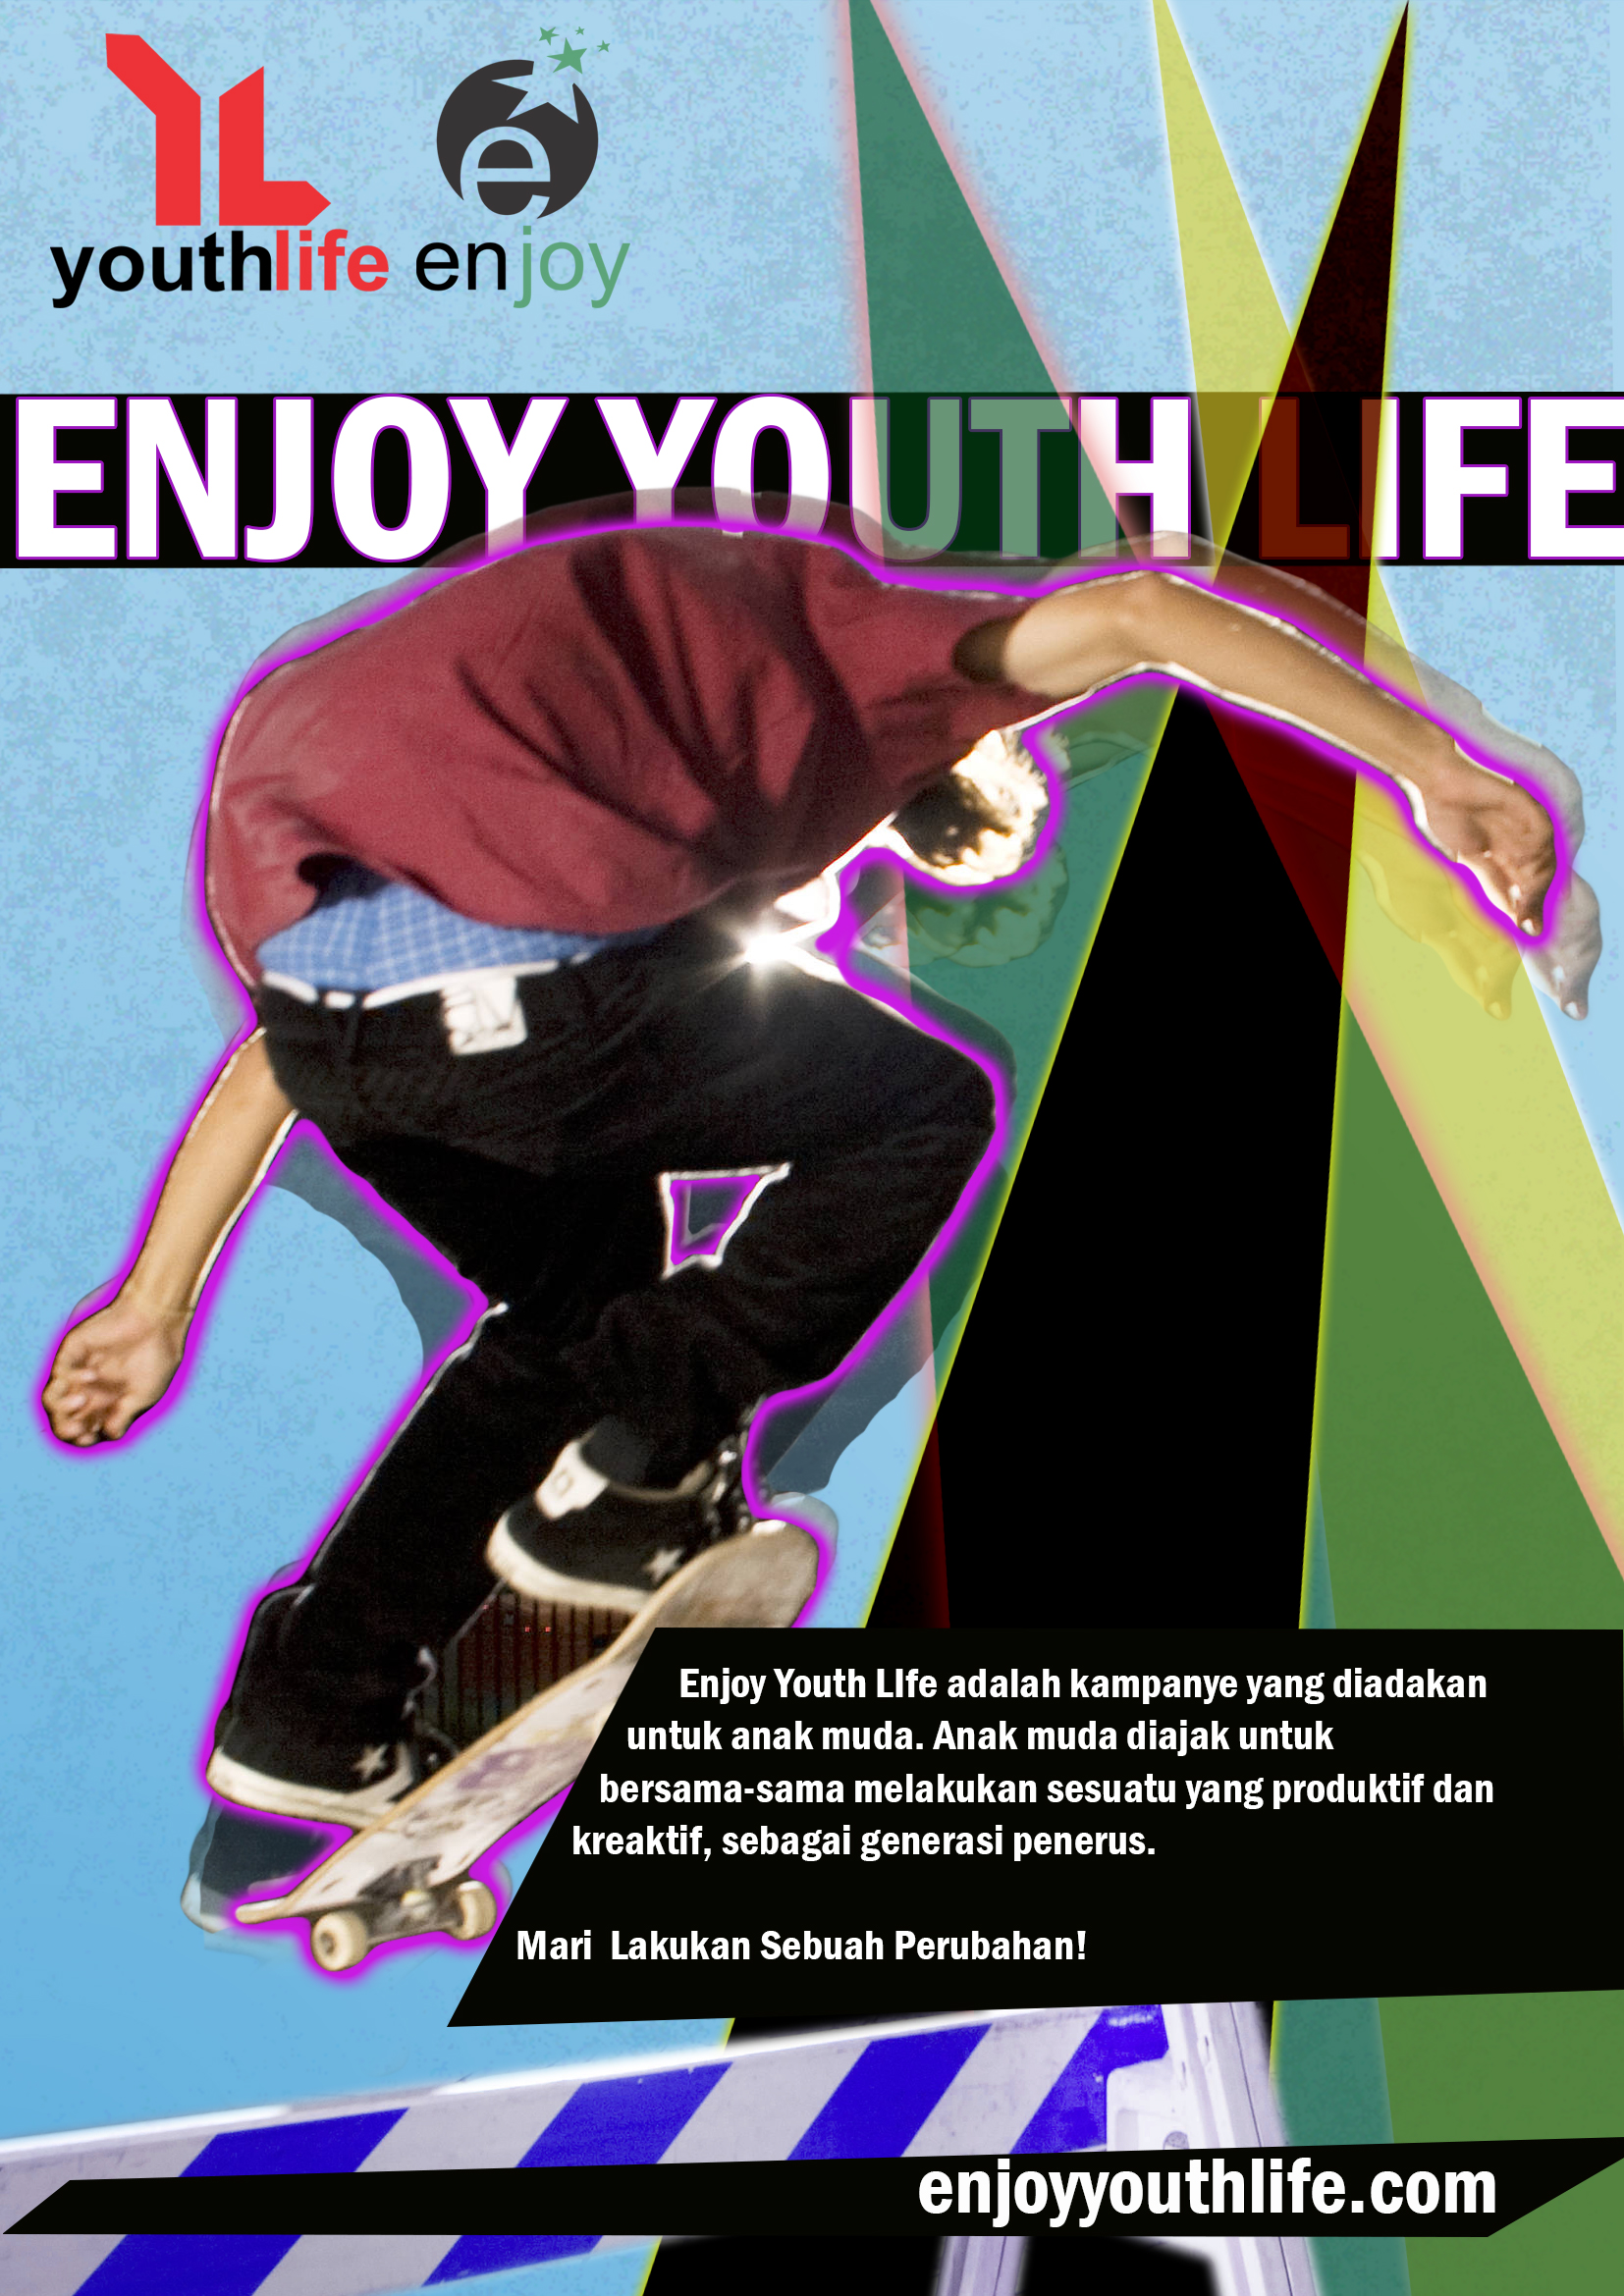 youthlife enjoy
ENJOY YOUTH LIFE
Enjoy Youth LIfe adalah kampanye yang diadakan
untuk anak muda. Anak muda diajak untuk
bersama-sama melakukan sesuatu yang produktif dan
kreaktif, sebagai generasi penerus.
Mari  Lakukan Sebuah Perubahan!
enjoyyouthlife.com